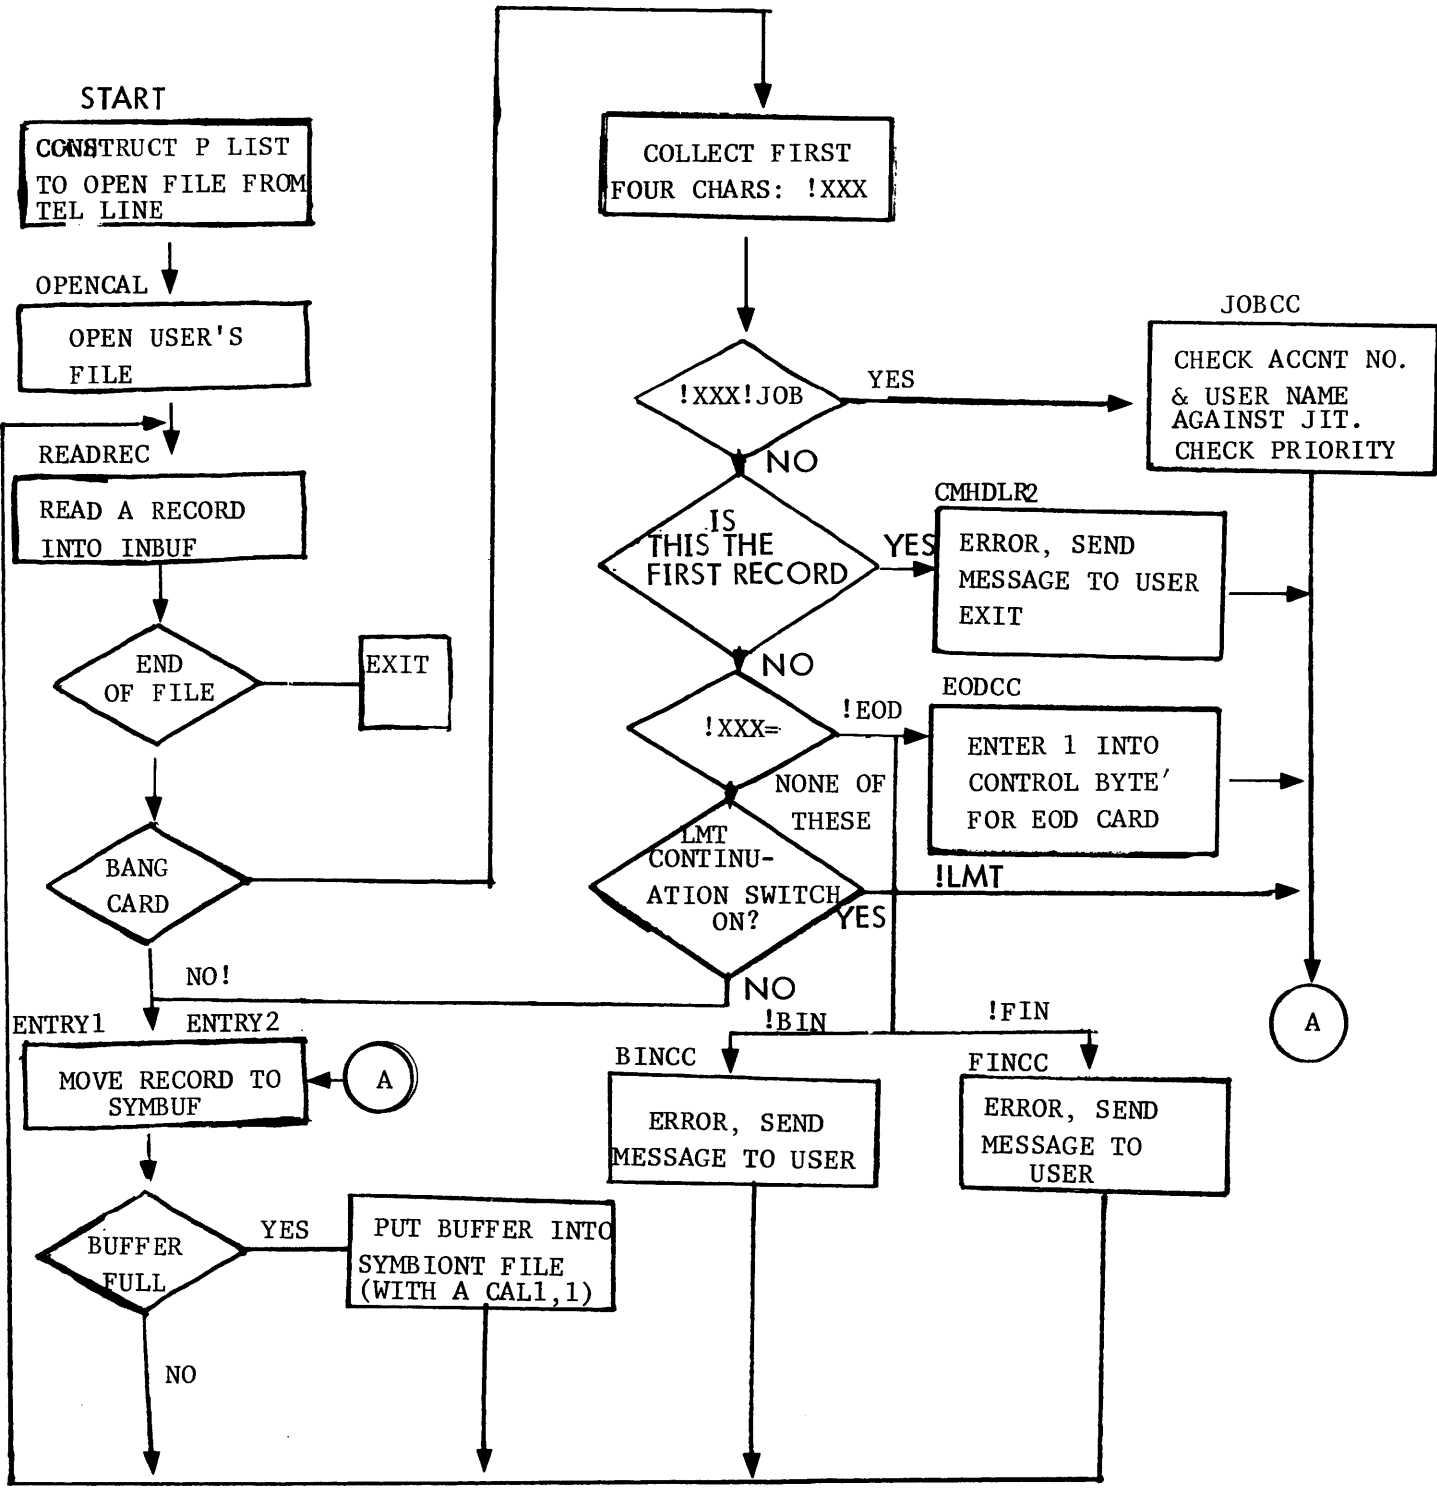 START
CONSTRUCT P LIST
TO OPEN FILE FROM
TEL LINE
OPENCAL
OPEN USER'S
FILE
READREC
READ A RECORD
INTO INBUF
END
OF FILE
EXIT
BANG
CARD
NO!
ENTRY1
ENTRY2
MOVE RECORD TO
SYMBUF
A
BUFFER
FULL
YES
NO
PUT BUFFER INTO
SYMBIONT FILE
(WITH A CAL1,1)
COLLECT FIRST
FOUR CHARS: !XXX
!XXX!JOB
YES
NO
JOBCC
CHECK ACCNT NO.
& USER NAME
AGAINST JIT.
CHECK PRIORITY
IS
THIS THE
FIRST RECORD
YES
NO
CMHDLR2
ERROR, SEND
MESSAGE TO USER
EXIT
!XXX=
!EOD
EODCC
ENTER 1 INTO
CONTROL BYTE'
FOR EOD CARD
NONE OF
THESE
LMT
CONTINU-
ATION SWITCH
ON?
!LMT
YES
NO
A
!BIN
BINCC
ERROR, SEND
MESSAGE TO USER
!FIN
FINCC
ERROR, SEND
MESSAGE TO
USER